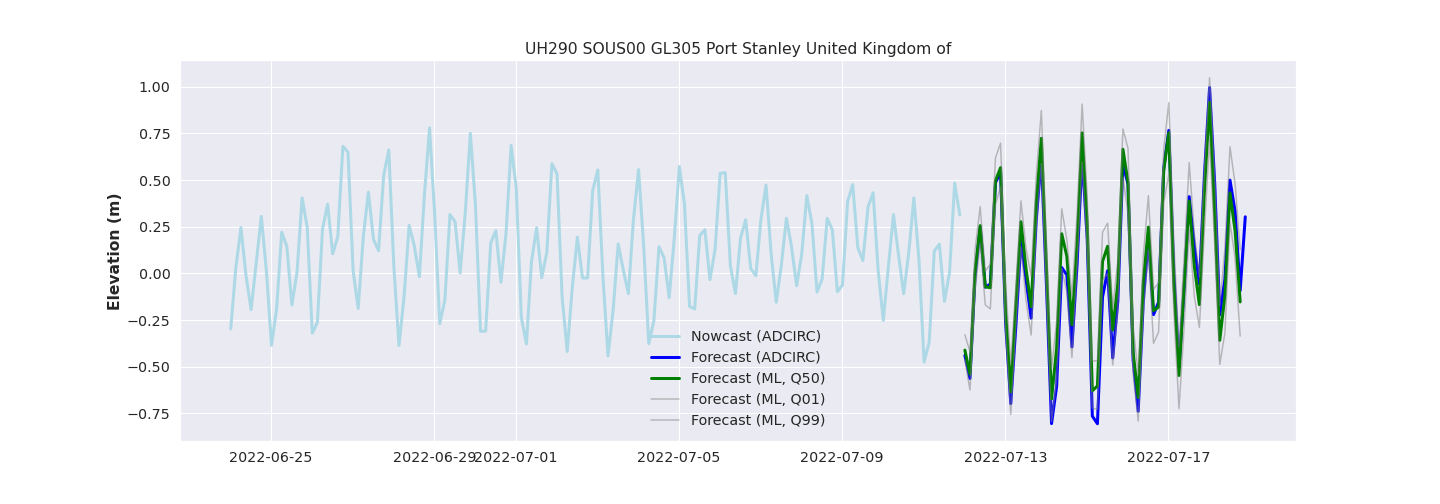 UH290 SOUS00 GL305 Port Stanley United Kingdom of
Elevation (m)
1.00
0.75
0.50
0.25
0.00
−0.25
−0.50
−0.75
Nowcast (ADCIRC)
Forecast (ADCIRC)
Forecast (ML, Q50)
Forecast (ML, Q01)
Forecast (ML, Q99)
2022-06-25 2022-06-29 2022-07-01 2022-07-05 2022-07-09 2022-07-13 2022-07-17